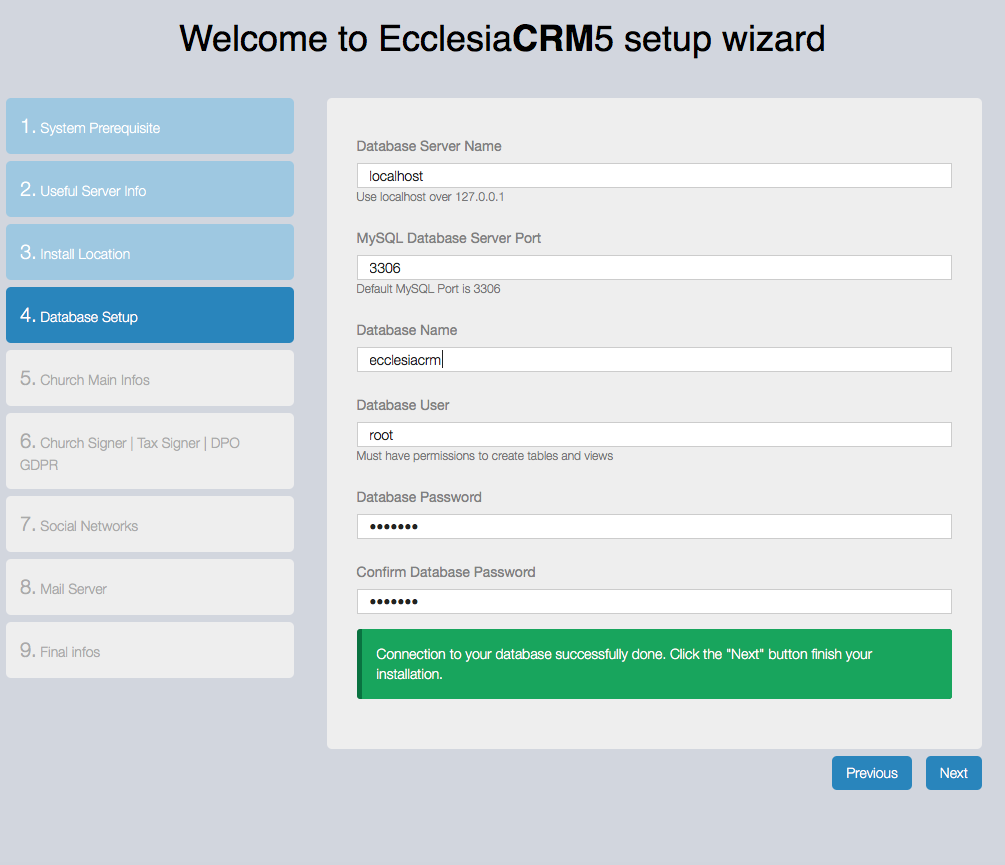 Welcome to EcclesiaCRM5 setup wizard
1. System Prerequisite
2. Useful Server Info
3. Install Location
4. Database Setup
5. Church Main Infos
6. Church Signer | Tax Signer | DPO
GDPR
7. Social Networks
8. Mail Server
9. Final infos
Database Server Name
localhost
Use localhost over 127.0.0.1
MySQL Database Server Port
3306
Default MySQL Port is 3306
Database Name
ecclesiacrm
Database User
root
Must have permissions to create tables and views
Database Password
•••••••
Confirm Database Password
•••••••
Connection to your database successfully done. Click the "Next" button finish your
installation.
Previous
Next